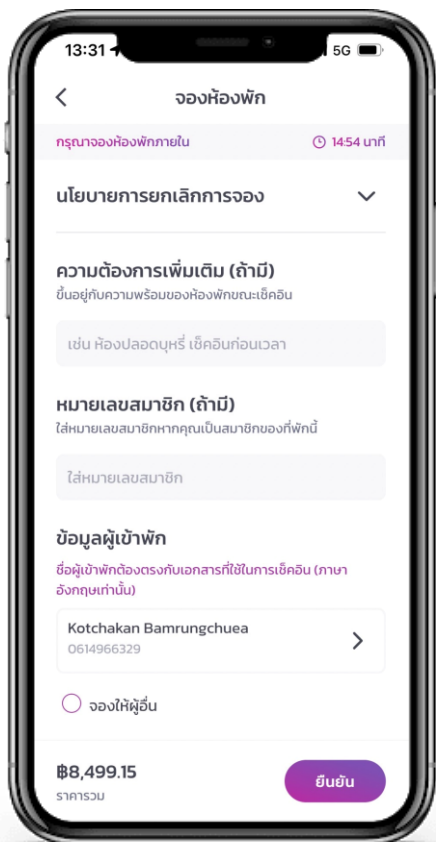 13:31
5G
จองห้องพัก
กรุณาจองห้องพักภายใน
14:54 นาที
นโยบายการยกเลิกการจอง
ความต้องการเพิ่มเติม (ถ้ามี)
ขึ้นอยู่กับความพร้อมของห้องพักขณะเช็คอิน
เช่น ห้องปลอดบุหรี่ เช็คอินก่อนเวลา
หมายเลขสมาชิก (ถ้ามี)
ใส่หมายเลขสมาชิกหากคุณเป็นสมาชิกของที่พักนี้
ใส่หมายเลขสมาชิก
ข้อมูลผู้เข้าพัก
ชื่อผู้เข้าพักต้องตรงกับเอกสารที่ใช้ในการเช็คอิน (ภาษา
อังกฤษเท่านั้น)
Kotchakan Bamrungchuea
0614966329
จองให้ผู้อื่น
฿8,499.15
ราคารวม
ยืนยัน